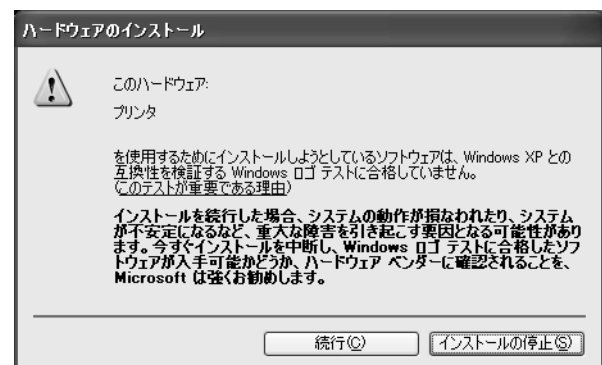 ハードウェアのインストール
このハードウェア:
プリンタ
を使用するためにインストールしようとしているソフトウェアは、Windows XP との
互換性を検証する Windows ロゴ テストに合格していません。
(このテストが重要である理由)
インストールを続行した場合、システムの動作が損なわれたり、システム
が不安定になるなど、重大な障害を引き起こす要因となる可能性があり
ます。今すぐインストールを中断し、Windows ロゴ テストに合格したソフ
トウェアが入手可能かどうか、ハードウェア ベンダーに確認されることを、
Microsoft は強くお勧めします。
続行(C)
インストールの停止(S)